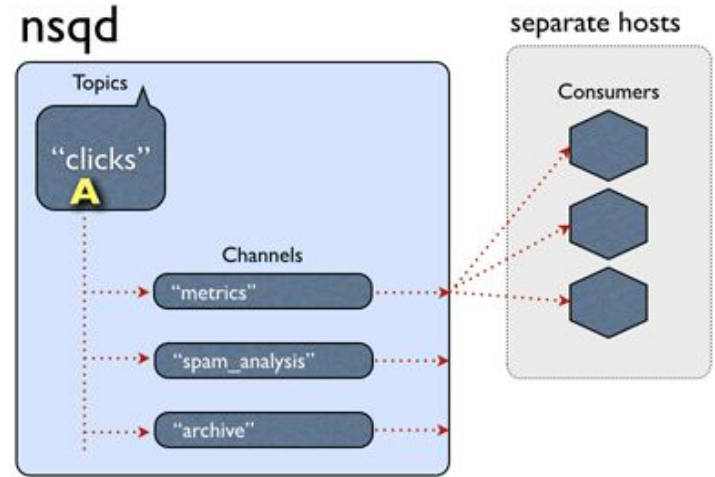 nsqd
separate hosts
Topics
“clicks”
A
Consumers
Channels
“metrics”
“spam_analysis”
“archive”